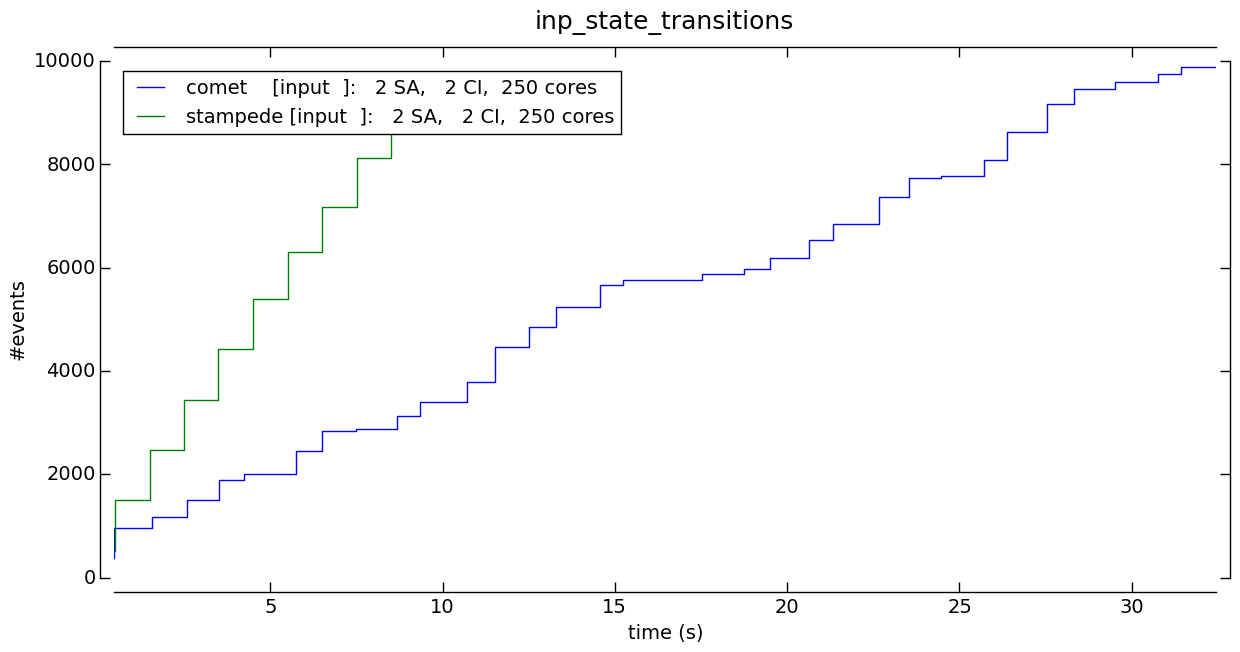 inp_state_transitions
10000
8000
6000
4000
2000
0
#events
comet    [input  ]:   2 SA,   2 CI,  250 cores
stampede [input  ]:   2 SA,   2 CI,  250 cores
5 10 15 20 25 30
time (s)